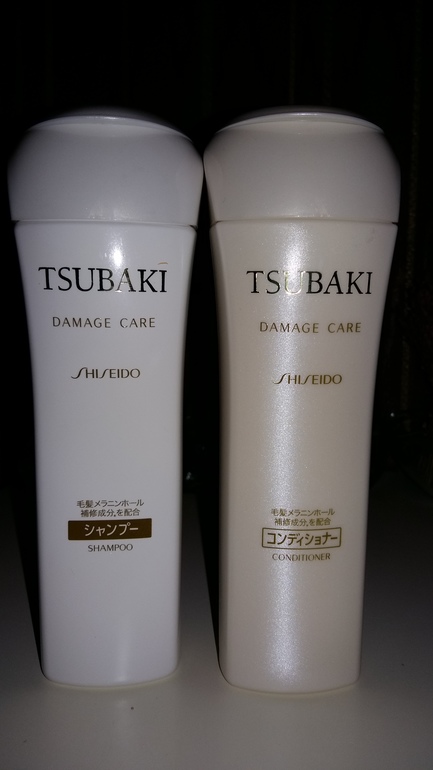 TSUBAKI
DAMAGE CARE
SHISEIDO
毛髪メラニンホール
補修成分*を配合
シャンプー
SHAMPOO
TSUBAKI
DAMAGE CARE
SHISEIDO
毛髪メラニンホール
補修成分*を配合
コンディショナー
CONDITIONER